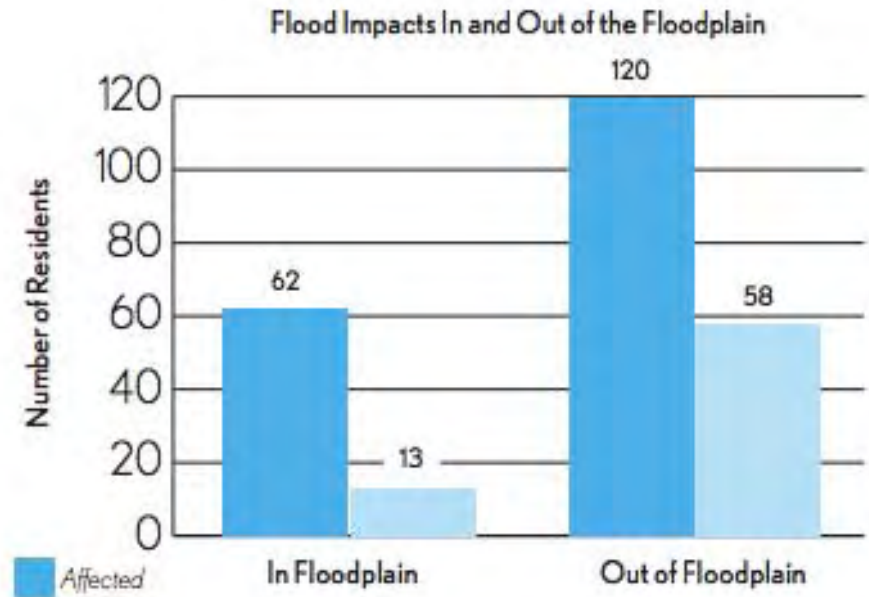 Flood Impacts In and Out of the Floodplain
Number of Residents
120
100
80
60
40
20
0
62
13
120
58
In Floodplain
Out of Floodplain
Affected